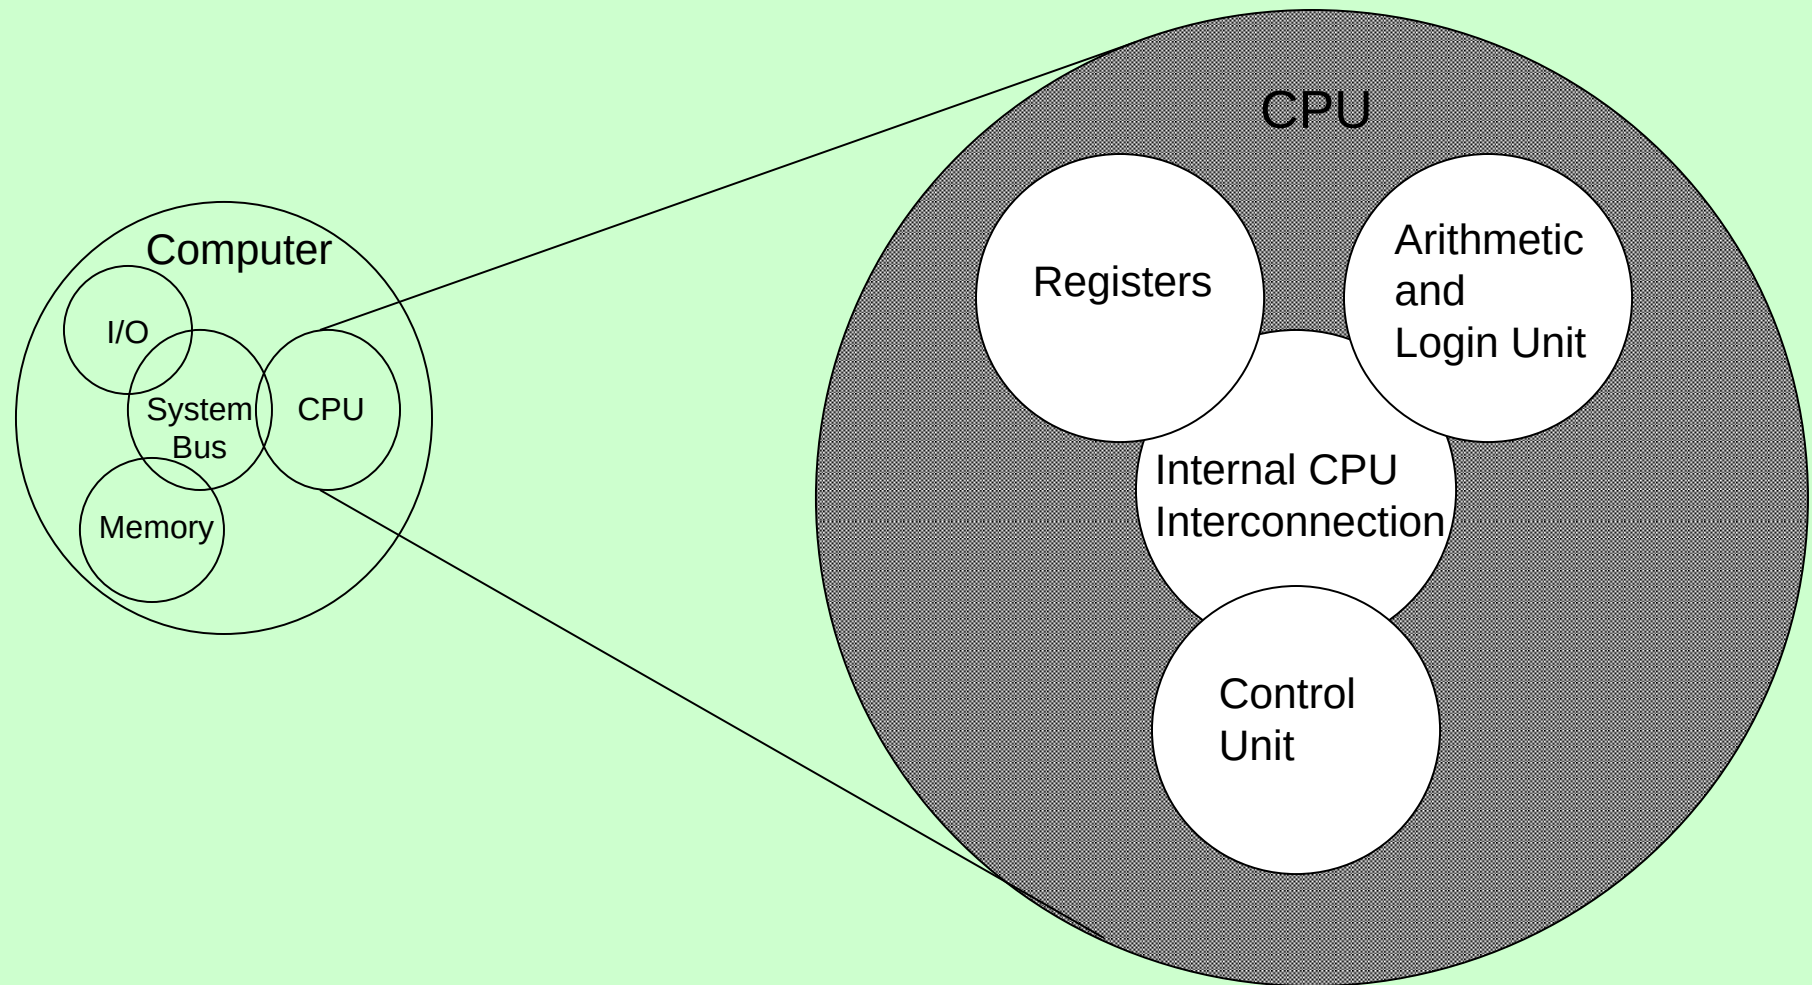 Computer
I/O
System
Bus
CPU
Memory
CPU
Registers
Arithmetic
and
Login Unit
Internal CPU
Interconnection
Control
Unit